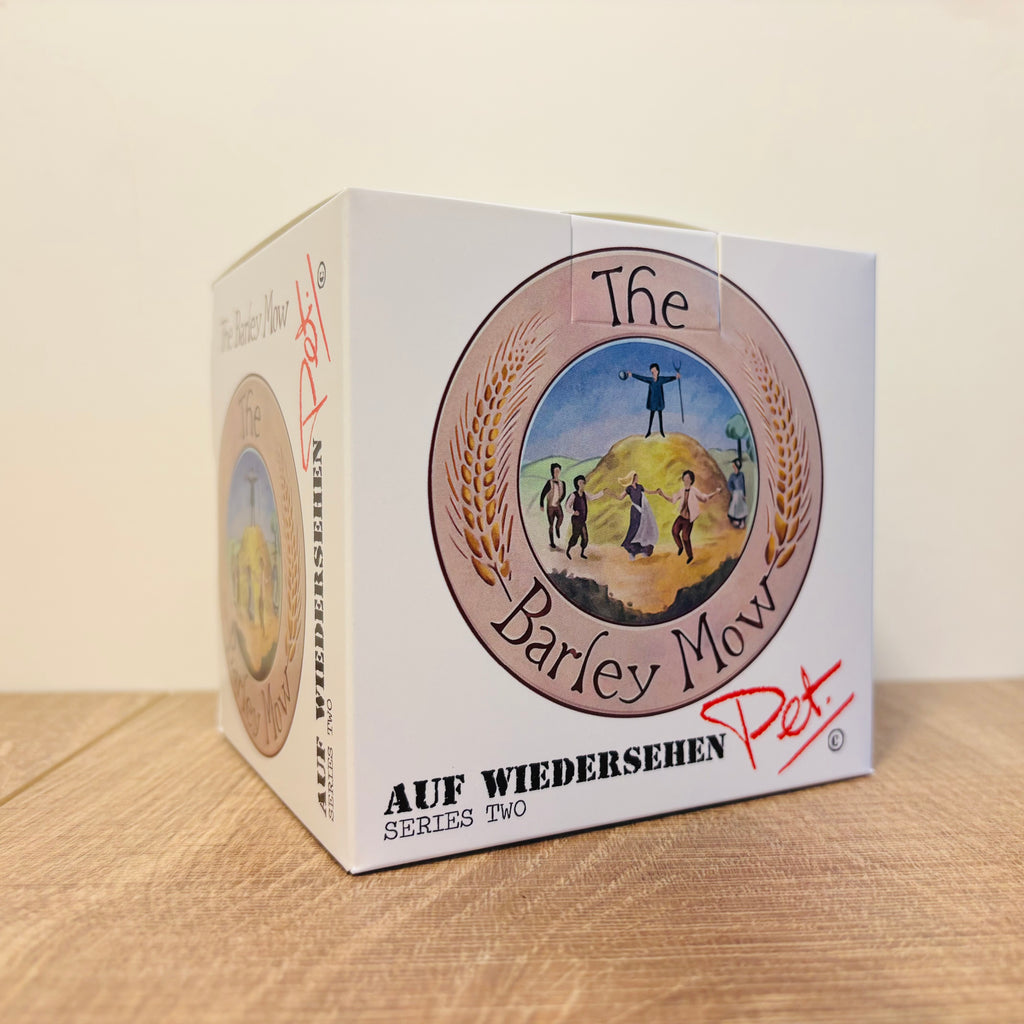 The Barley Mow
Pet.!
©
The
Barley Mow
AUF WIEDERSEHEN
SERIES TWO
The
Barley Mow
AUF WIEDERSEHEN Pet.
©
SERIES TWO